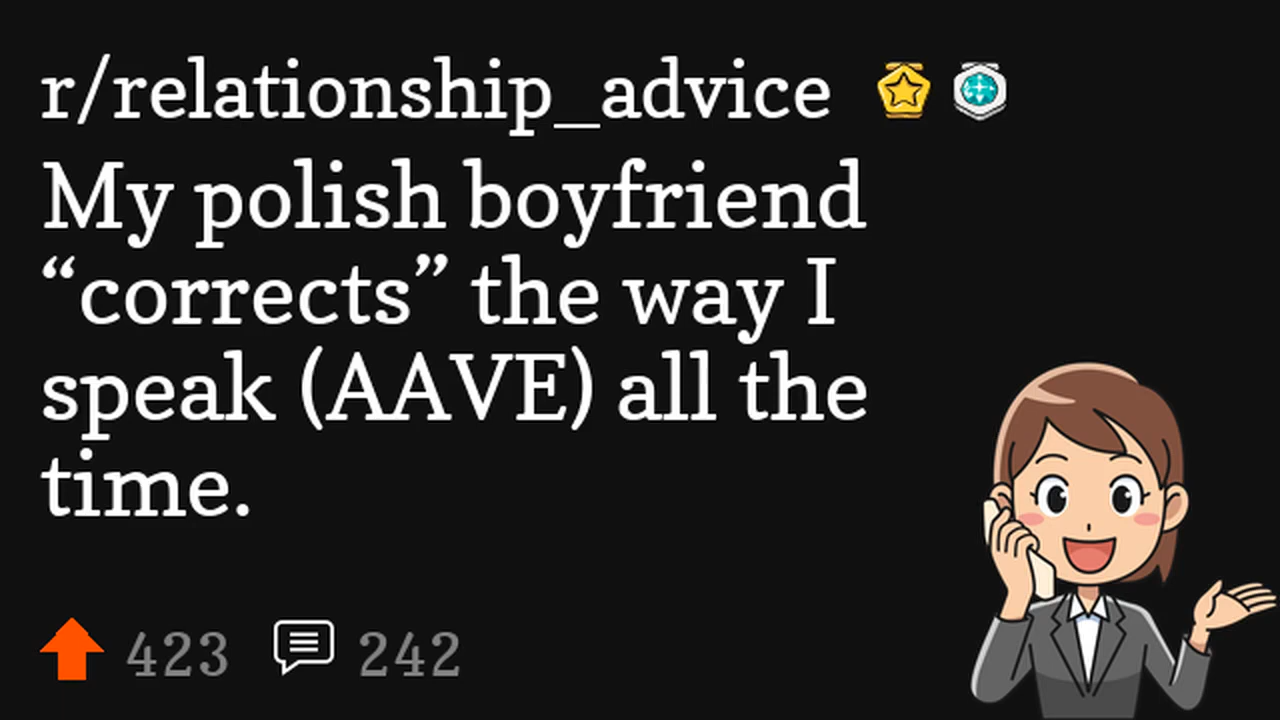 r/relationship_advice
My polish boyfriend
“corrects” the way I
speak (AAVE) all the
time.
423 242